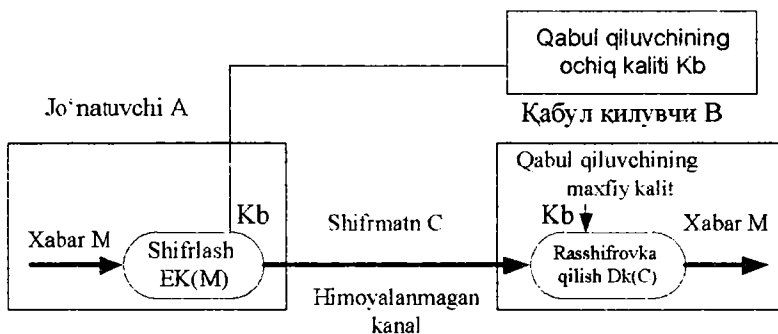 Qabul qiluvchining
ochiq kaliti Kb
Jo‘natuvchi A
Қабул қилувчи В
Qabul qiluvchining
maxfiy kalit
Kb
Shifrmatn C
Kb
Xabar M
Shifrlash
EK(M)
Rasshifrovka
qilish Dk(C)
Xabar M
Himoyalanmagan
kanal